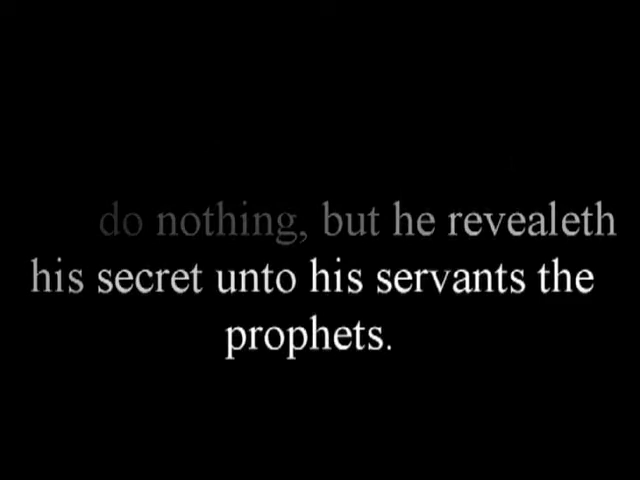 do nothing, but he revealeth
his secret unto his servants the
prophets.